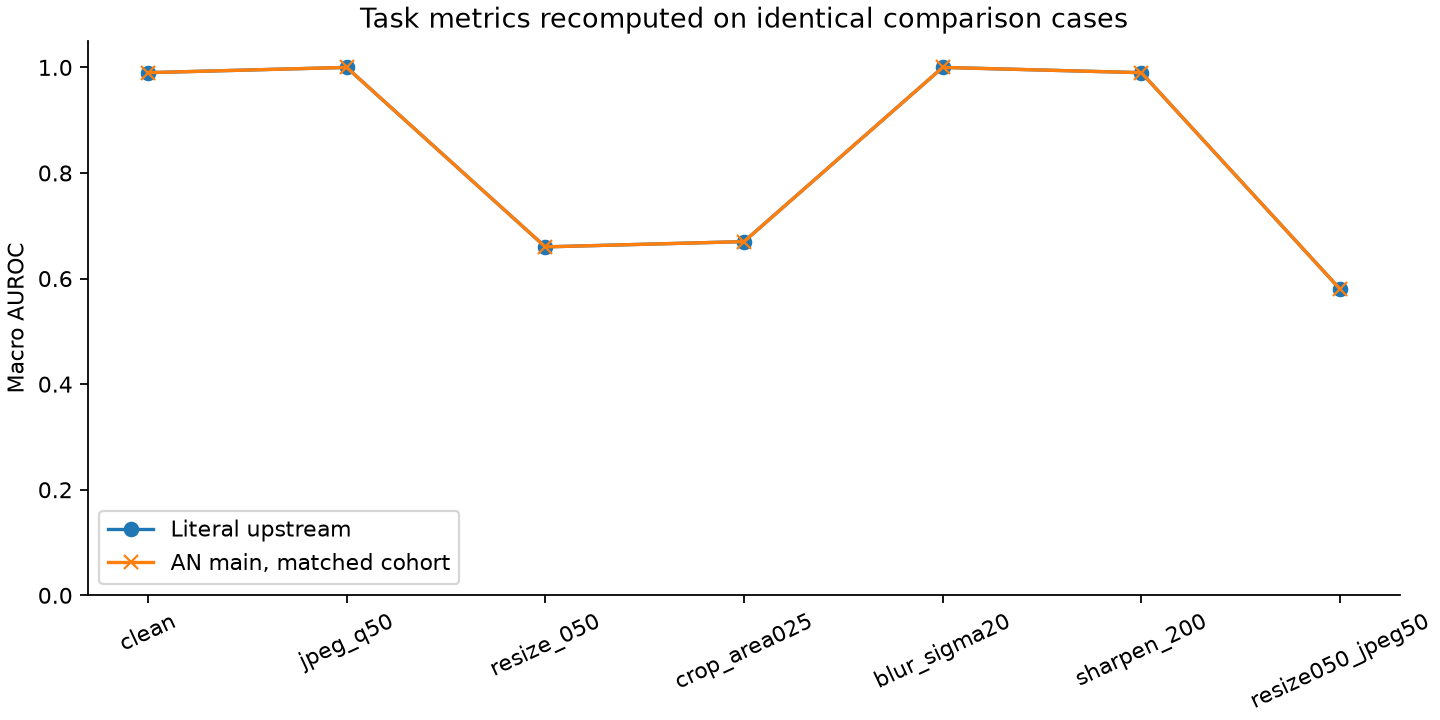 Task metrics recomputed on identical comparison cases
Macro AUROC
1.0
0.8
0.6
0.4
0.2
0.0
Literal upstream
AN main, matched cohort
clean
jpeg_q50
resize_050
crop_area025
blur_sigma20
sharpen_200
resize050_jpeg50